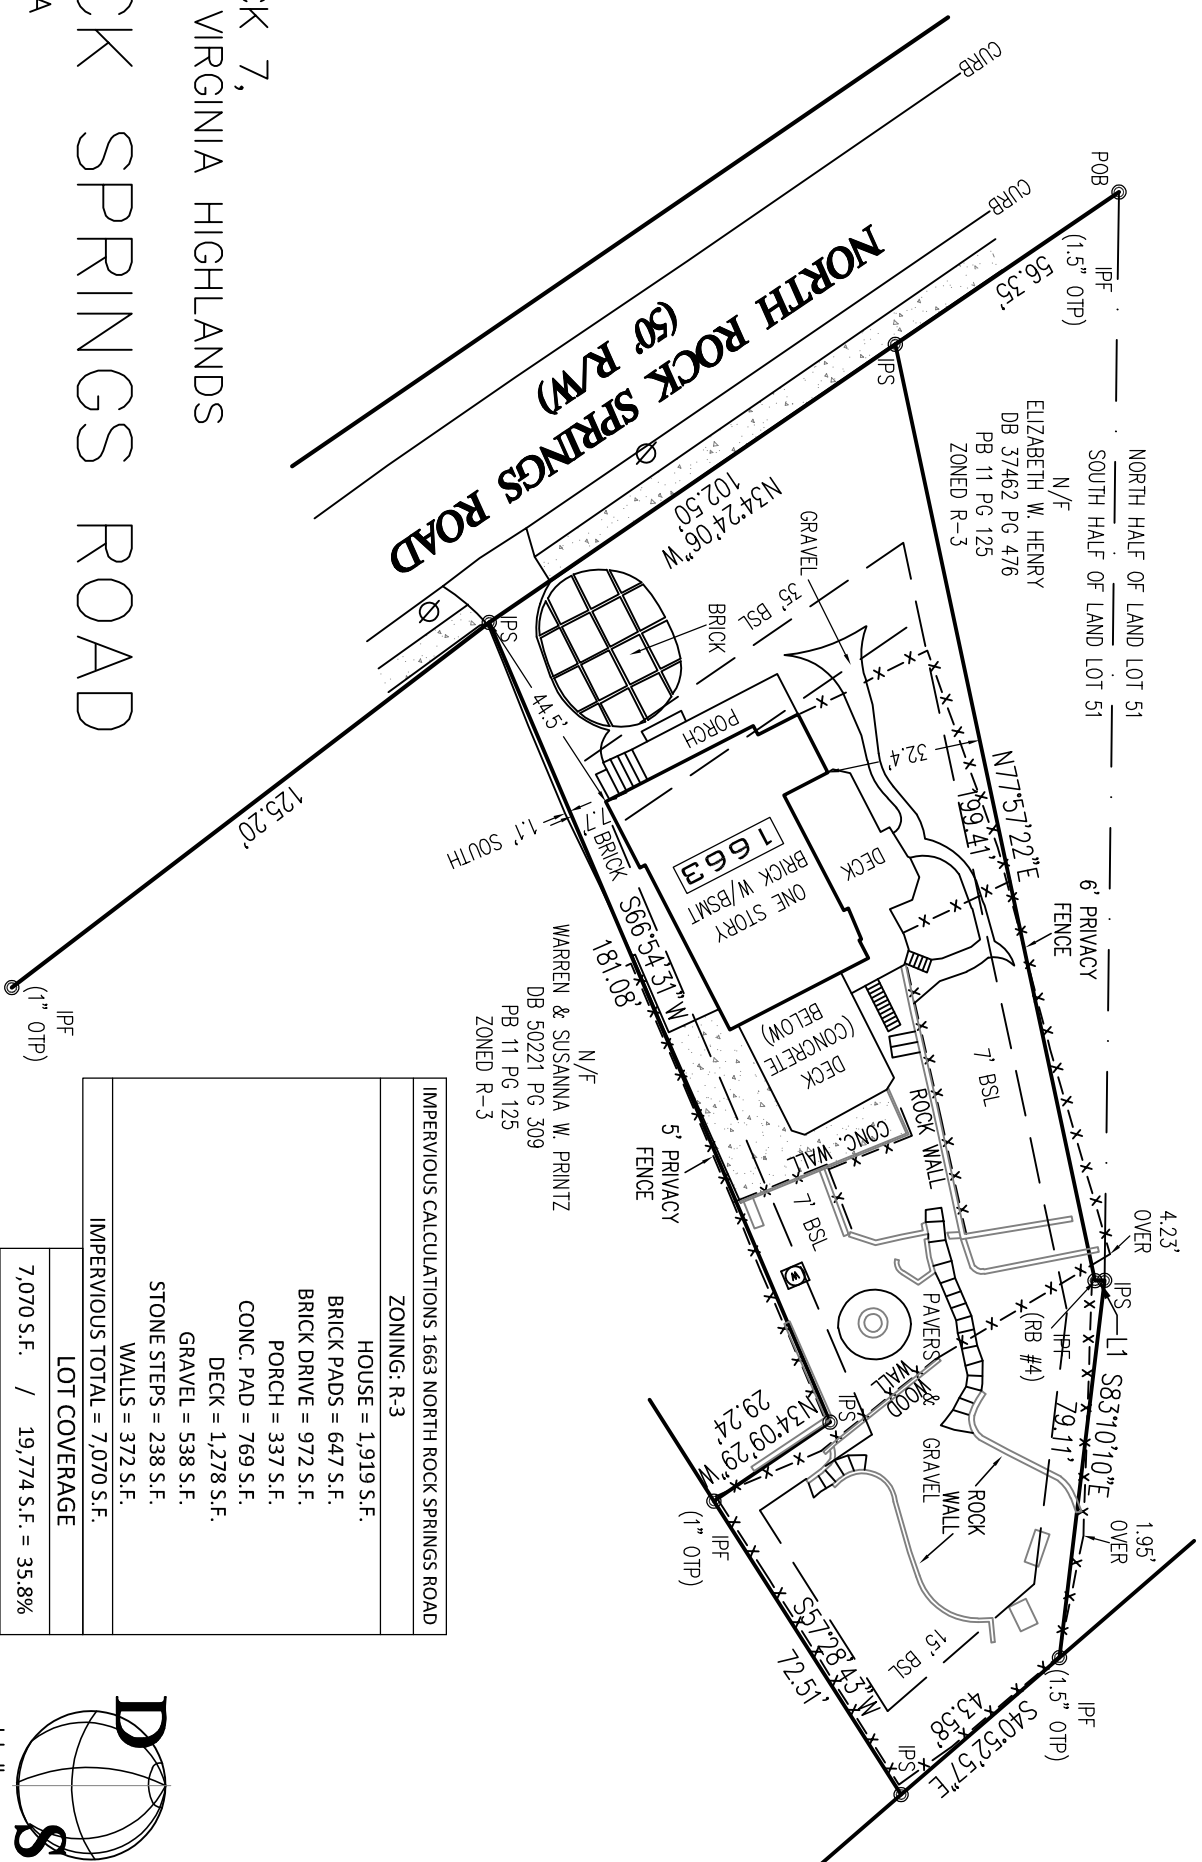 CK 7,
VIRGINIA HIGHLANDS
CK SPRINGS ROAD
A
CURB
CURB
POB
IPF
(1.5" OTP)
56.35'
IPS
NORTH ROCK SPRINGS ROAD
(50' R/W)
NORTH HALF OF LAND LOT 51
SOUTH HALF OF LAND LOT 51
N/F
ELIZABETH W. HENRY
DB 37462 PG 476
PB 11 PG 125
ZONED R-3
N34°24'06"W
102.50'
GRAVEL
35' BSL
BRICK
IPS
44.5'
PORCH
32.4'
N77°57'22"E
199.41'
6' PRIVACY
FENCE
125.20'
1.1' SOUTH
7.7'
BRICK
S66°54'31"W
181.08'
1663
ONE STORY
BRICK W/BSMT
DECK
DECK
(CONCRETE
BELOW)
7' BSL
ROCK WALL
CONC. WALL
7' BSL
N/F
WARREN & SUSANNA W. PRINTZ
DB 50221 PG 309
PB 11 PG 125
ZONED R-3
5' PRIVACY
FENCE
IPF
(1" OTP)
4.23'
OVER
IPS
L1
IPF
(RB #4)
S83°10'10"E
79.11'
W
PAVERS
WOOD
WALL
&
GRAVEL
ROCK
WALL
IPS
N34°09'29"W
29.24'
IPF
(1" OTP)
1.95'
OVER
15' BSL
S57°28'43"W
72.51'
IPF
(1.5" OTP)
S40°52'57"E
43.58'
IPS
IMPERVIOUS CALCULATIONS 1663 NORTH ROCK SPRINGS ROAD
ZONING: R-3
HOUSE = 1,919 S.F.
BRICK PADS = 647 S.F.
BRICK DRIVE = 972 S.F.
PORCH = 337 S.F.
CONC. PAD = 769 S.F.
DECK = 1,278 S.F.
GRAVEL = 538 S.F.
STONE STEPS = 238 S.F.
WALLS = 372 S.F.
IMPERVIOUS TOTAL = 7,070 S.F.
LOT COVERAGE
7,070 S.F. / 19,774 S.F. = 35.8%
D
S